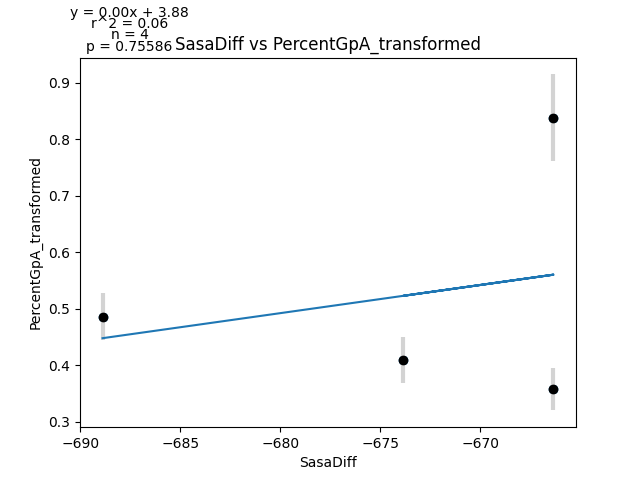 y = 0.00x + 3.88
r^2 = 0.06
n = 4
p = 0.75586
SasaDiff vs PercentGpA_transformed
0.9
0.8
0.7
0.6
0.5
0.4
0.3
PercentGpA_transformed
−690
−685
−680
−675
−670
SasaDiff